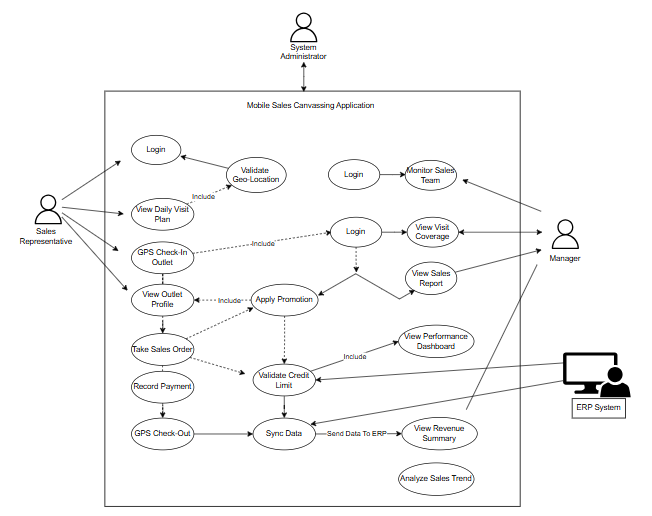 System
Administrator
Mobile Sales Canvassing Application
Login
Validate
Geo-Location
Login
Monitor Sales
Team
Include
Sales
Representative
View Daily Visit
Plan
Login
View Visit
Coverage
Manager
Include
GPS Check-In
Outlet
View Sales
Report
View Outlet
Profile
Include
Apply Promotion
Take Sales Order
Include
View Performance
Dashboard
Record Payment
Validate Credit
Limit
ERP System
GPS Check-Out
Sync Data
Send Data To ERP
View Revenue
Summary
Analyze Sales Trend